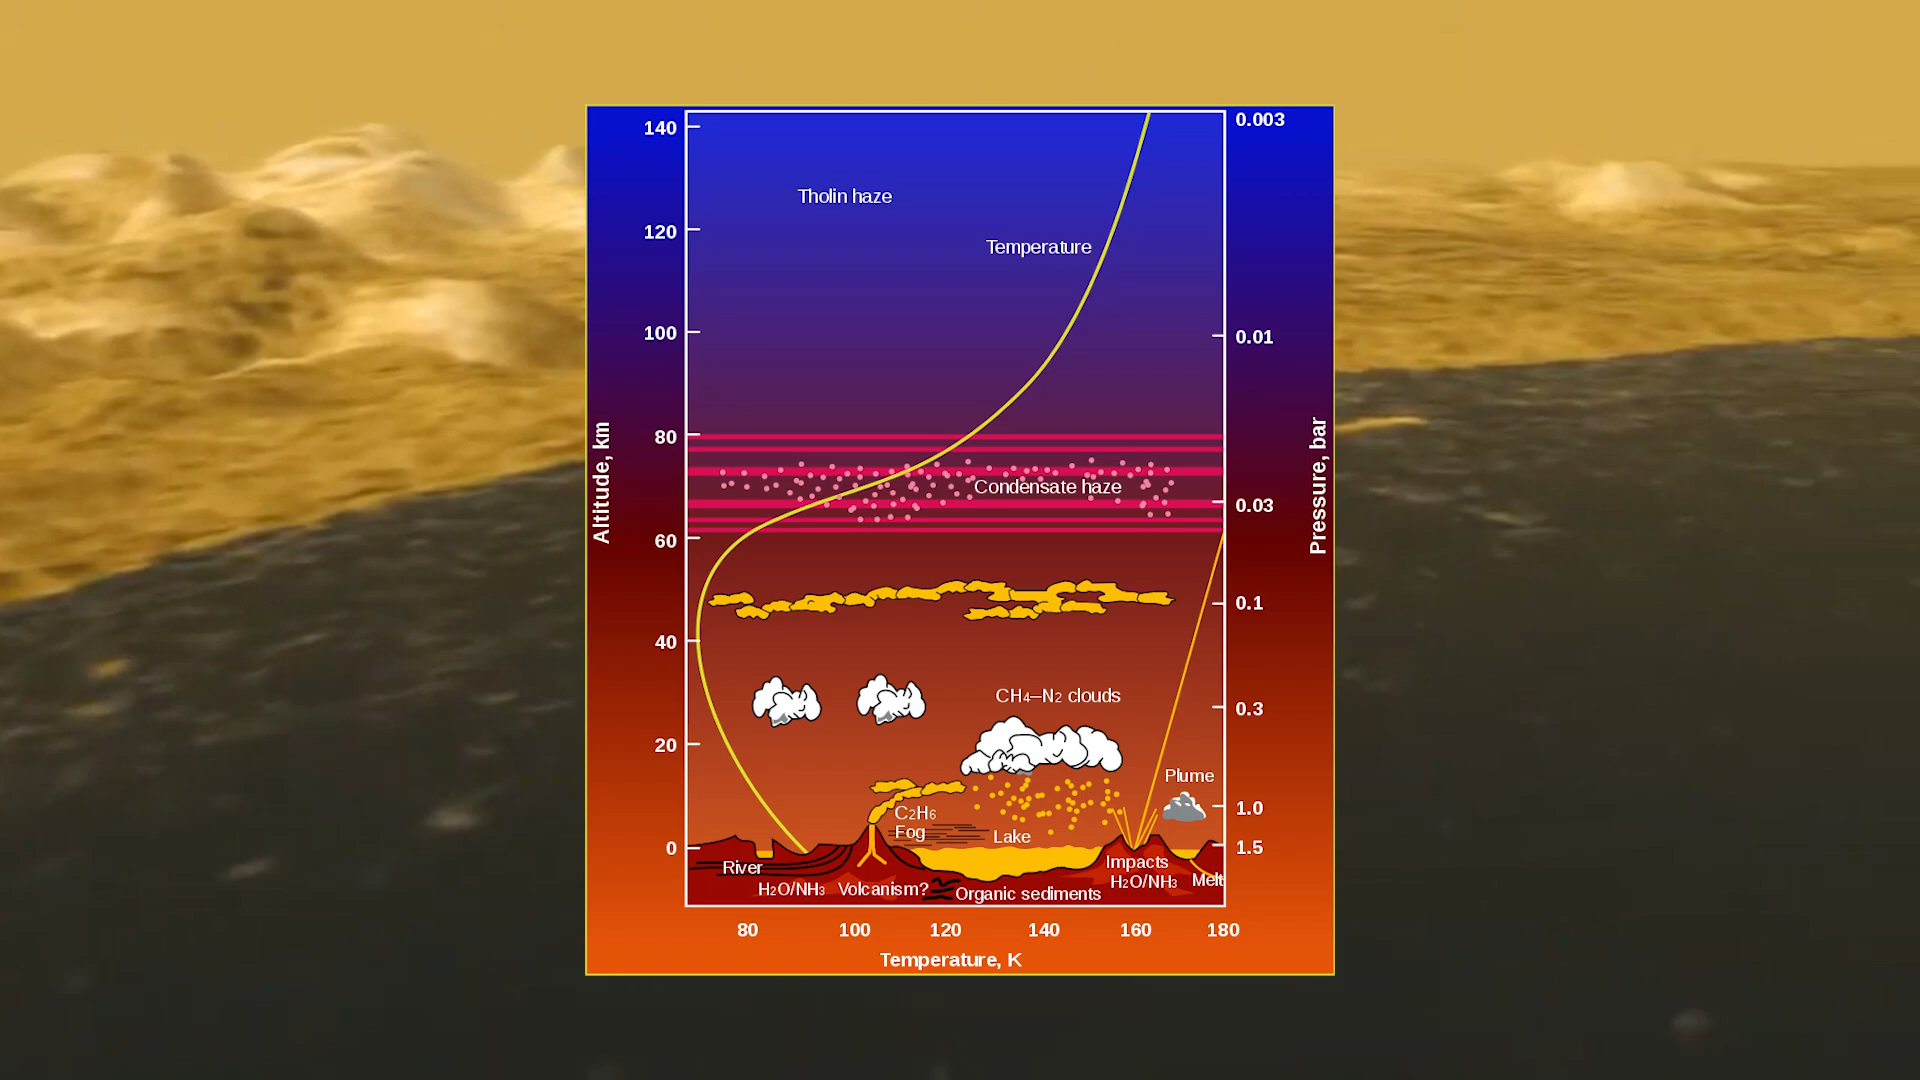 140
120
100
80
60
40
20
0
Altitude, km
0.003
0.01
0.03
0.1
0.3
1.0
1.5
Pressure, bar
Tholin haze
Temperature
Condensate haze
CH₄–N₂ clouds
Plume
C₂H₆
Fog
Lake
River
Impacts
H₂O/NH₃
Volcanism?
Organic sediments
H₂O/NH₃
Melt
80 100 120 140 160 180
Temperature, K